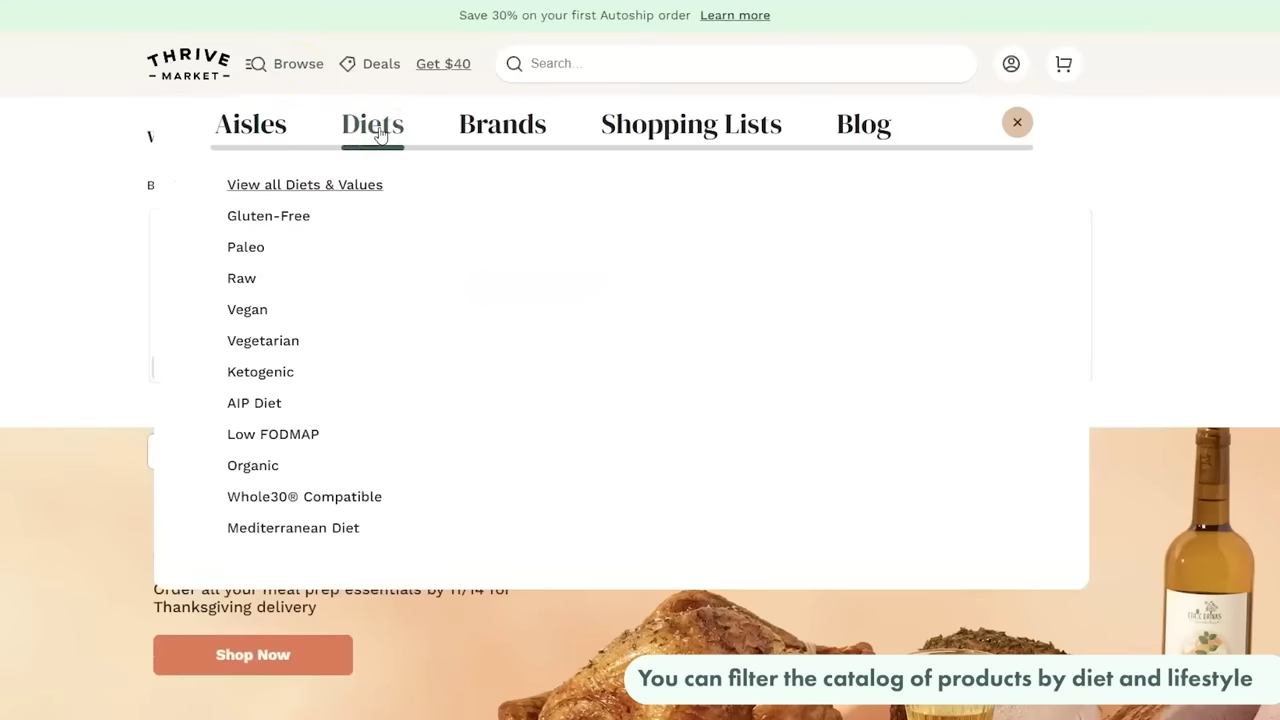 Save 30% on your first Autoship order Learn more
THRIVE
MARKET
Browse
Deals
Get $40
Search...
Aisles
Diets
Brands
Shopping Lists
Blog
View all Diets & Values
Gluten-Free
Paleo
Raw
Vegan
Vegetarian
Ketogenic
AIP Diet
Low FODMAP
Organic
Whole30® Compatible
Mediterranean Diet
Order all your meal prep essentials by 11/14 for
Thanksgiving delivery
Shop Now
You can filter the catalog of products by diet and lifestyle